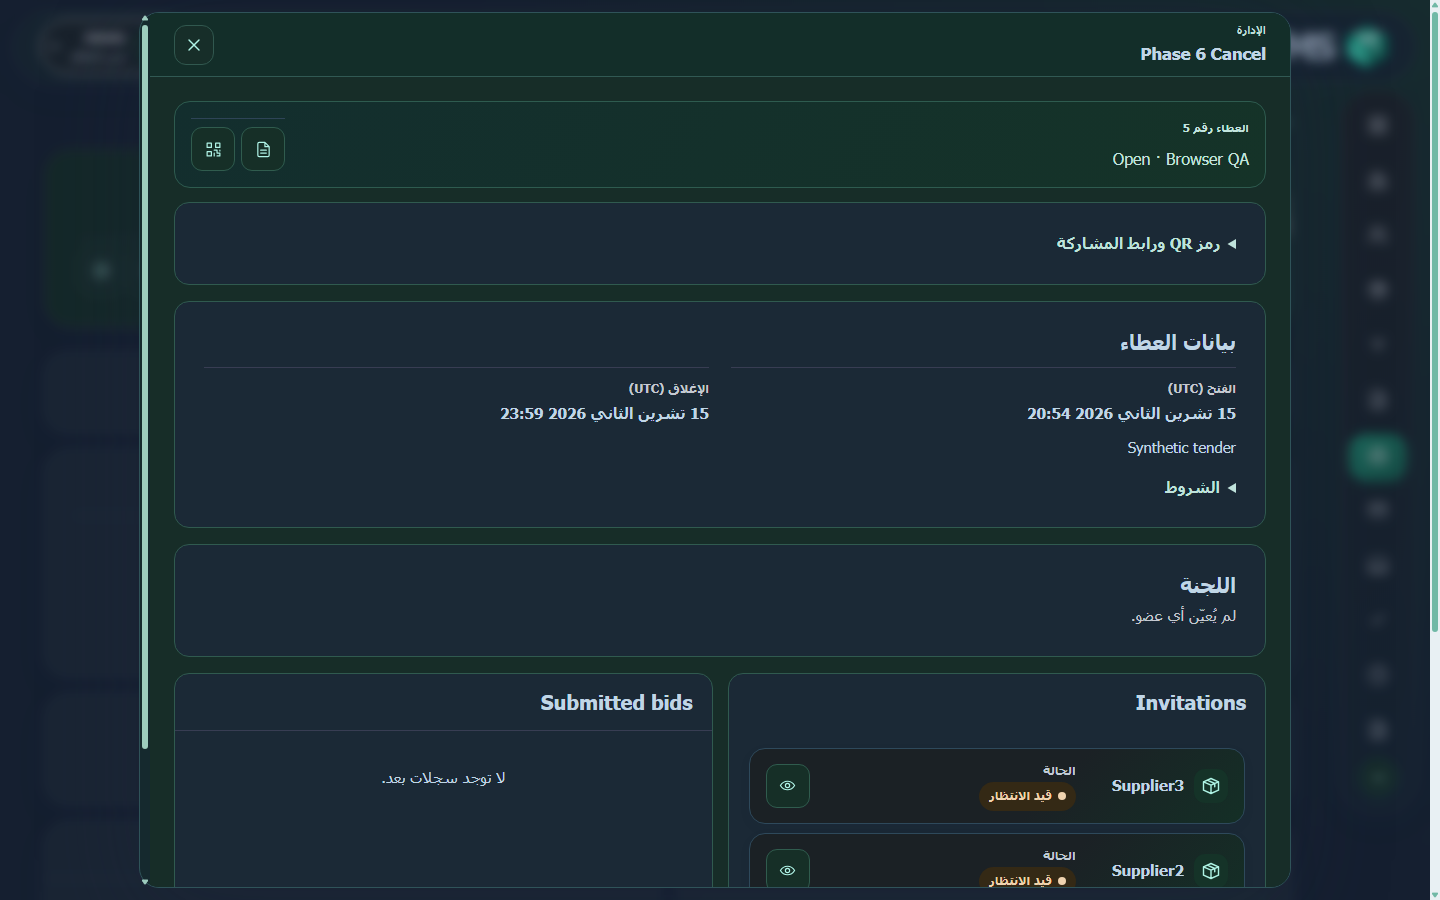 الإدارة
Phase 6 Cancel
العطاء رقم 5
Open · Browser QA
رمز QR ورابط المشاركة
بيانات العطاء
الفتح (UTC)
15 تشرين الثاني 2026 20:54
الإغلاق (UTC)
15 تشرين الثاني 2026 23:59
Synthetic tender
الشروط
اللجنة
لم يُعيّن أي عضو.
Invitations
Supplier3
الحالة
قيد الانتظار
Supplier2
الحالة
قيد الانتظار
Submitted bids
لا توجد سجلات بعد.